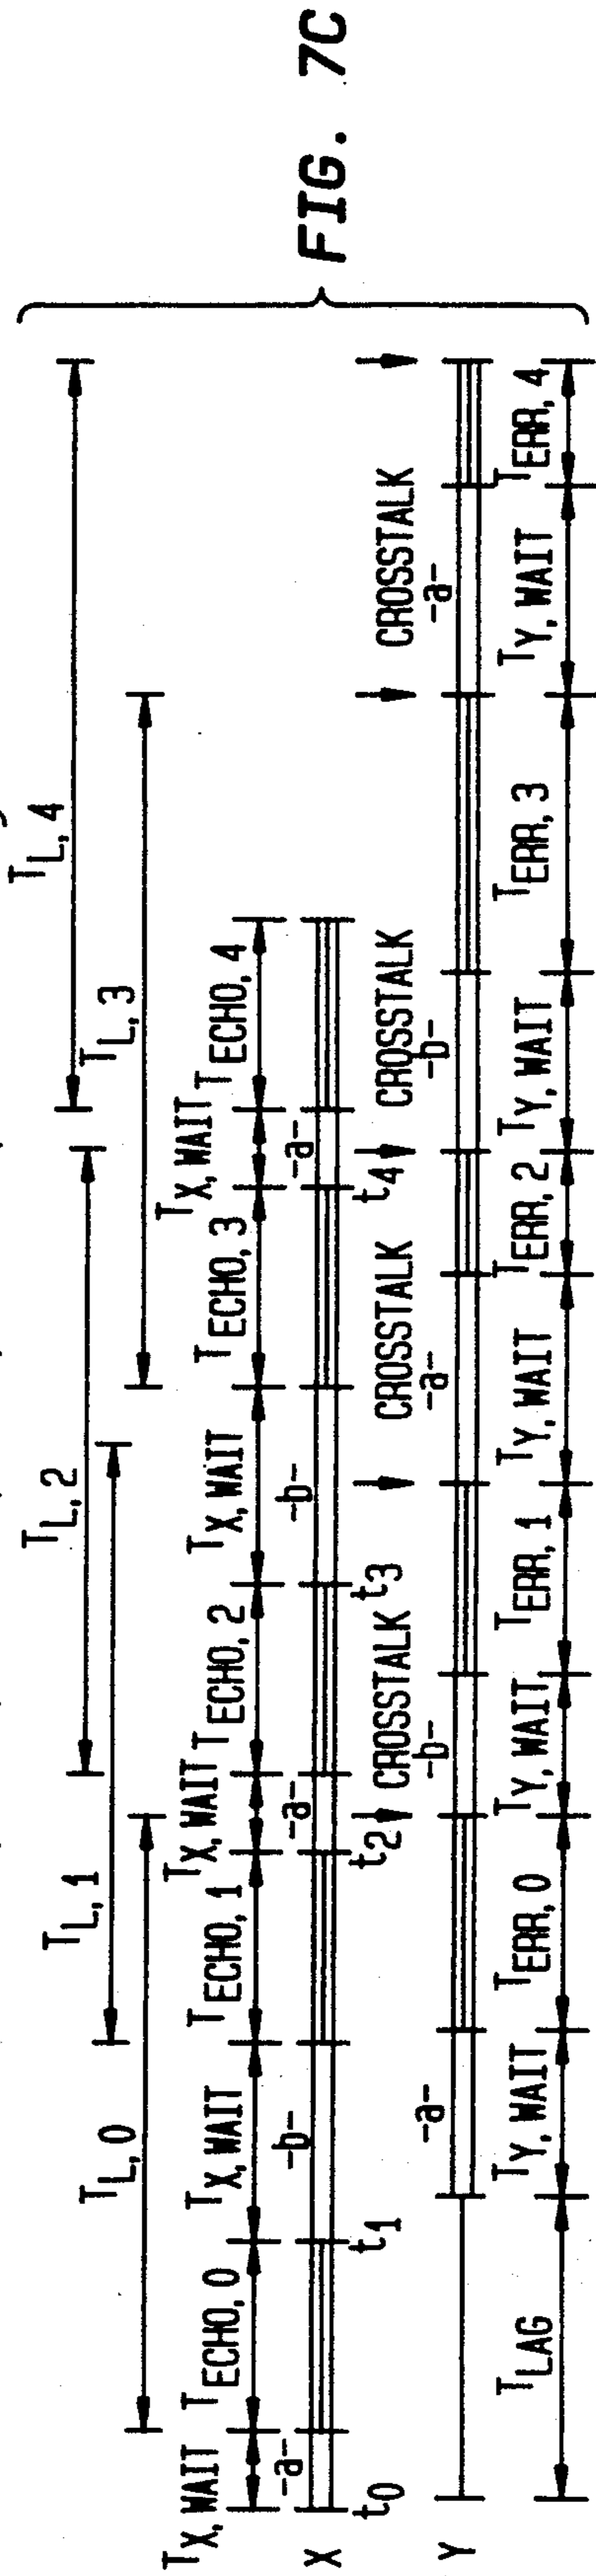 T_L,4
T_L,3
T_L,2
T_L,1
T_L,0
T_X, WAIT T_ECHO, 0 T_X, WAIT T_ECHO, 1 T_X, WAIT T_ECHO, 2 T_X, WAIT T_ECHO, 3 T_X, WAIT T_ECHO, 4
-a- -b- -a- -b- -a-
X
t_0 t_1 t_2 t_3 t_4
CROSSTALK CROSSTALK CROSSTALK CROSSTALK
-a- -b- -a- -b- -a-
Y
T_LAG T_Y, WAIT T_ERR, 0 T_Y, WAIT T_ERR, 1 T_Y, WAIT T_ERR, 2 T_Y, WAIT T_ERR, 3 T_Y, WAIT T_ERR, 4
FIG. 7C